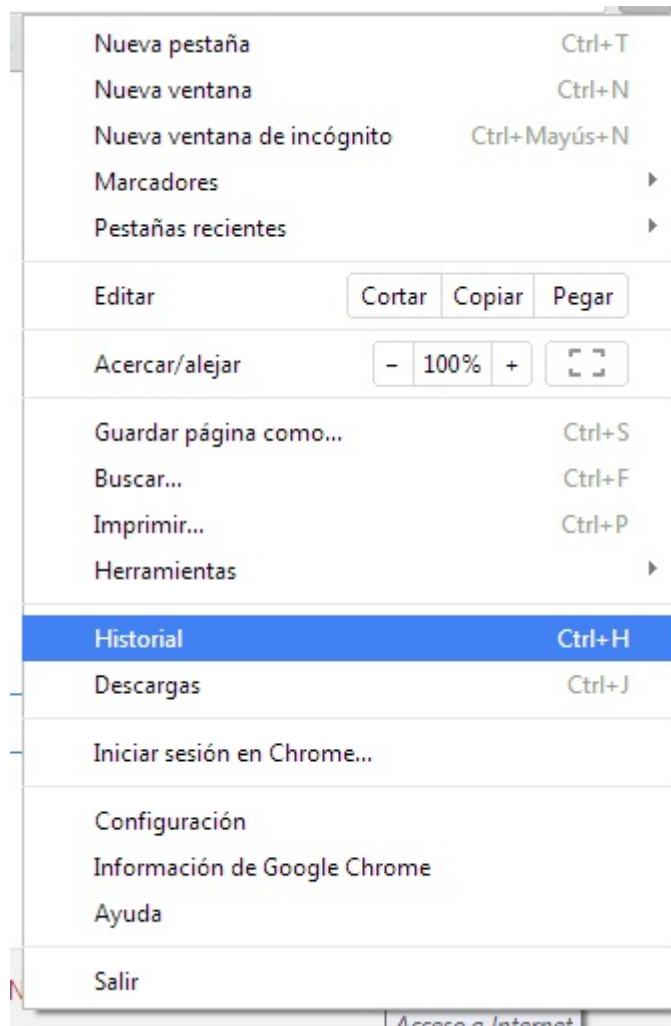 Nueva pestaña Ctrl+T
Nueva ventana Ctrl+N
Nueva ventana de incógnito Ctrl+Mayús+N
Marcadores
Pestañas recientes
Editar Cortar Copiar Pegar
Acercar/alejar − 100% +
Guardar página como... Ctrl+S
Buscar... Ctrl+F
Imprimir... Ctrl+P
Herramientas
Historial Ctrl+H
Descargas Ctrl+J
Iniciar sesión en Chrome...
Configuración
Información de Google Chrome
Ayuda
Salir
Acceso a Internet